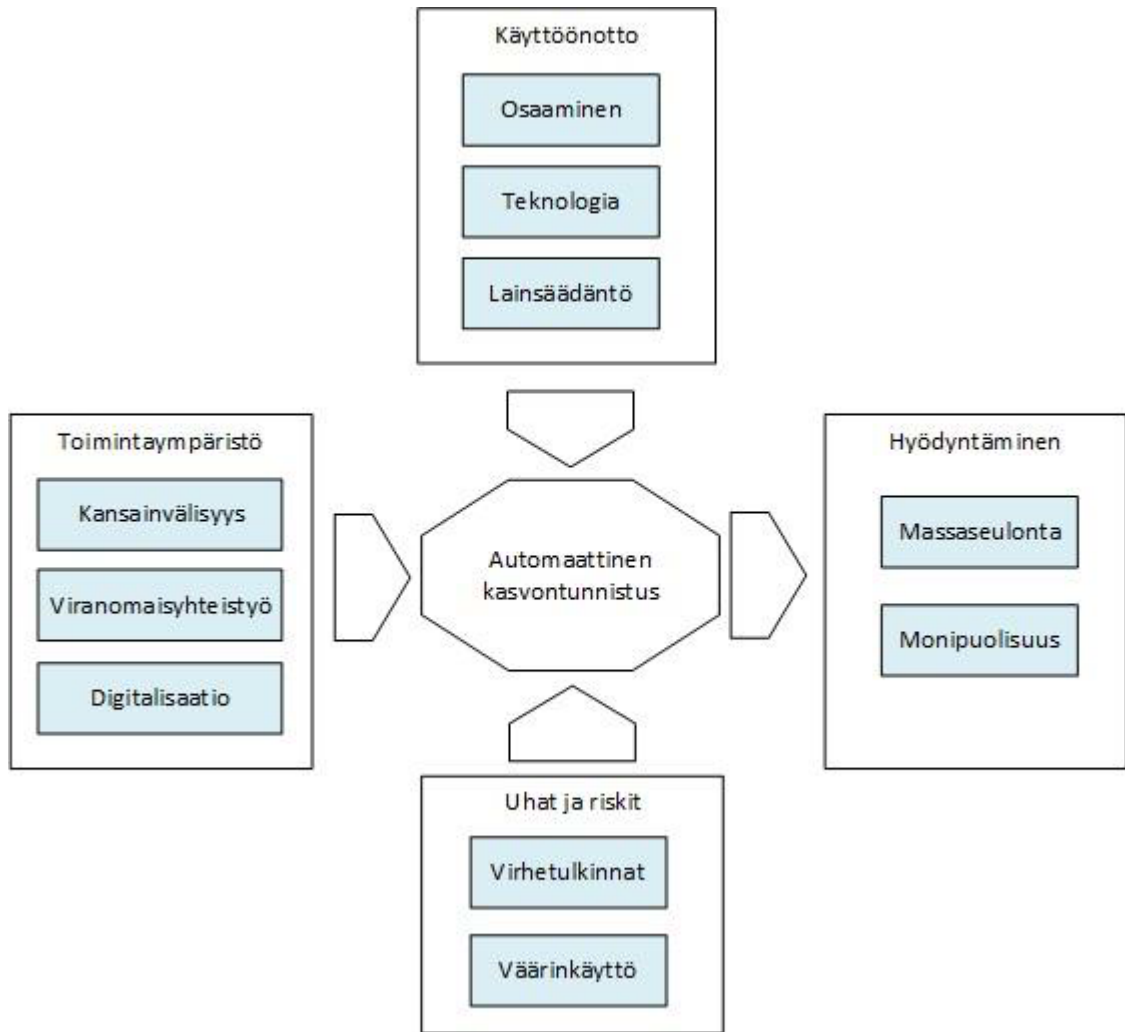 Käyttöönotto
Osaaminen
Teknologia
Lainsäädäntö
Toimintaympäristö
Kansainvälisyys
Viranomaisyhteistyö
Digitalisaatio
Automaattinen
kasvontunnistus
Hyödyntäminen
Massaseulonta
Monipuolisuus
Uhat ja riskit
Virhetulkinnat
Väärinkäyttö